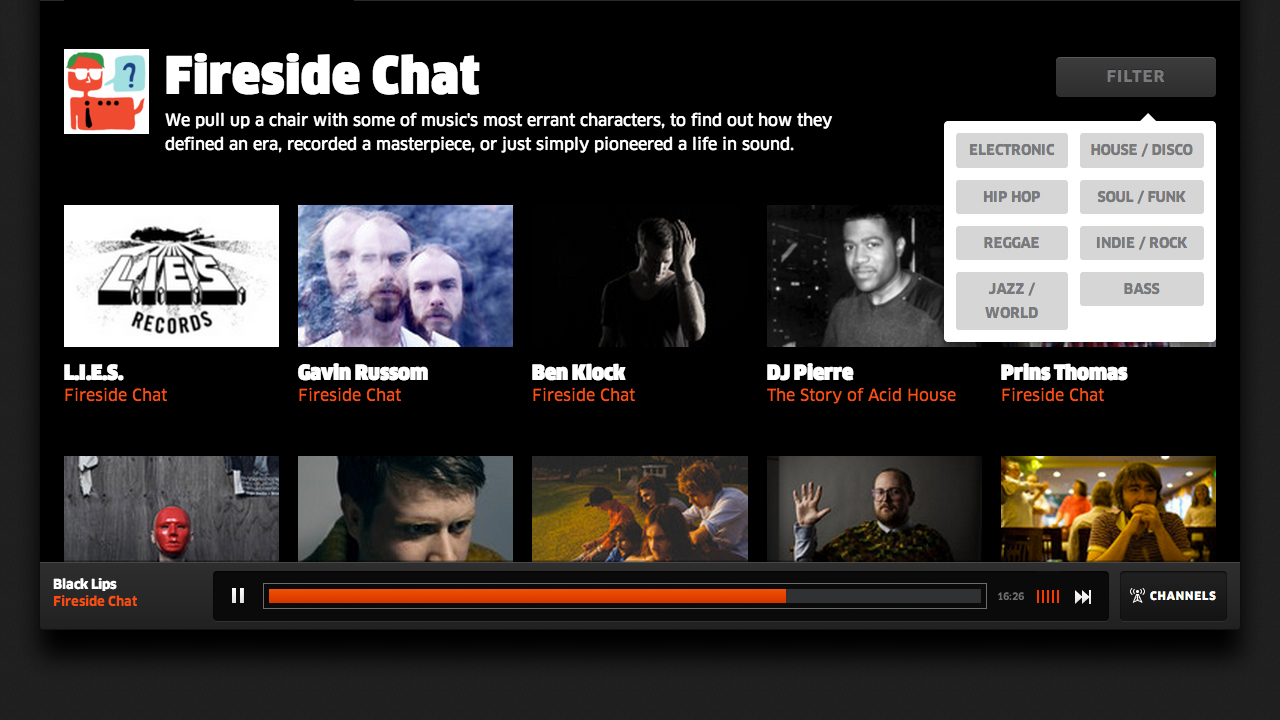 ?
Fireside Chat
We pull up a chair with some of music's most errant characters, to find out how they
defined an era, recorded a masterpiece, or just simply pioneered a life in sound.
FILTER
ELECTRONIC
HOUSE / DISCO
HIP HOP
SOUL / FUNK
REGGAE
INDIE / ROCK
JAZZ /
WORLD
BASS
L.I.E.S
RECORDS
L.I.E.S.
Fireside Chat
Gavin Russom
Fireside Chat
Ben Klock
Fireside Chat
DJ Pierre
The Story of Acid House
Prins Thomas
Fireside Chat
Black Lips
Fireside Chat
16:26
CHANNELS